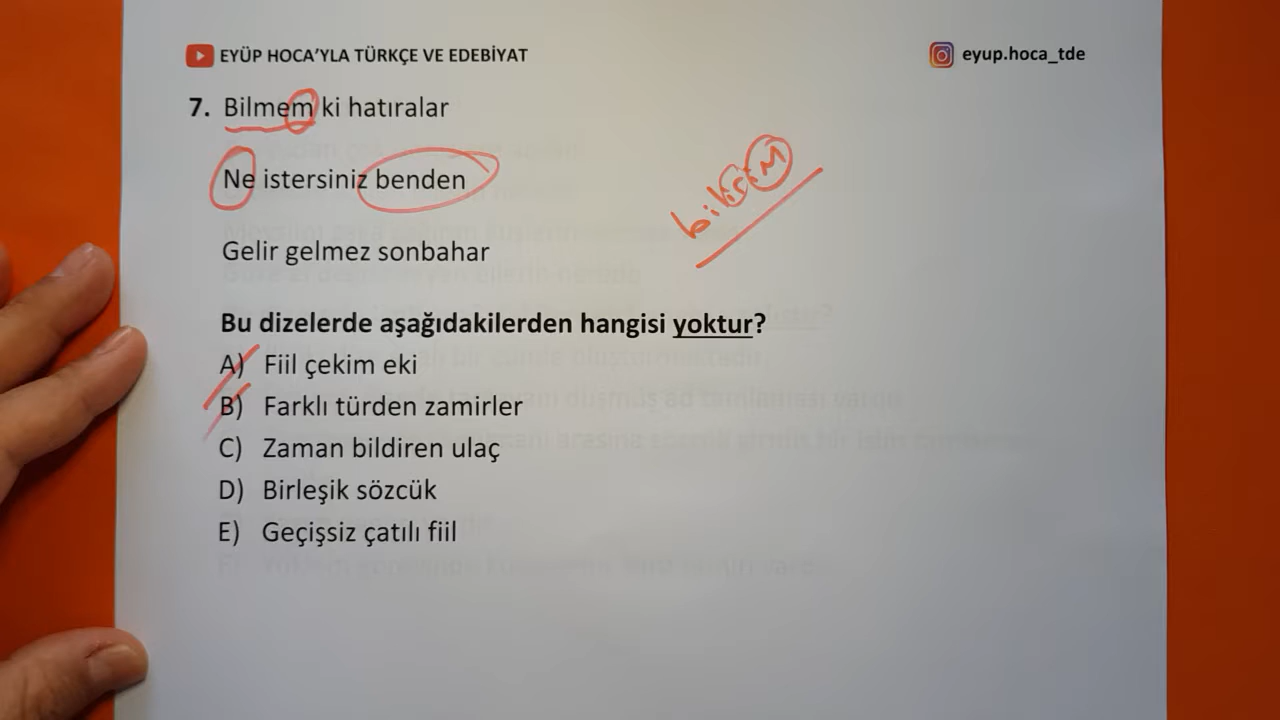 EYÜP HOCA'YLA TÜRKÇE VE EDEBİYAT
eyup.hoca_tde
7. Bilmem ki hatıralar
Ne istersiniz benden
bilirim
Gelir gelmez sonbahar
Bu dizelerde aşağıdakilerden hangisi yoktur?
A) Fiil çekim eki
B) Farklı türden zamirler
C) Zaman bildiren ulaç
D) Birleşik sözcük
E) Geçişsiz çatılı fiil